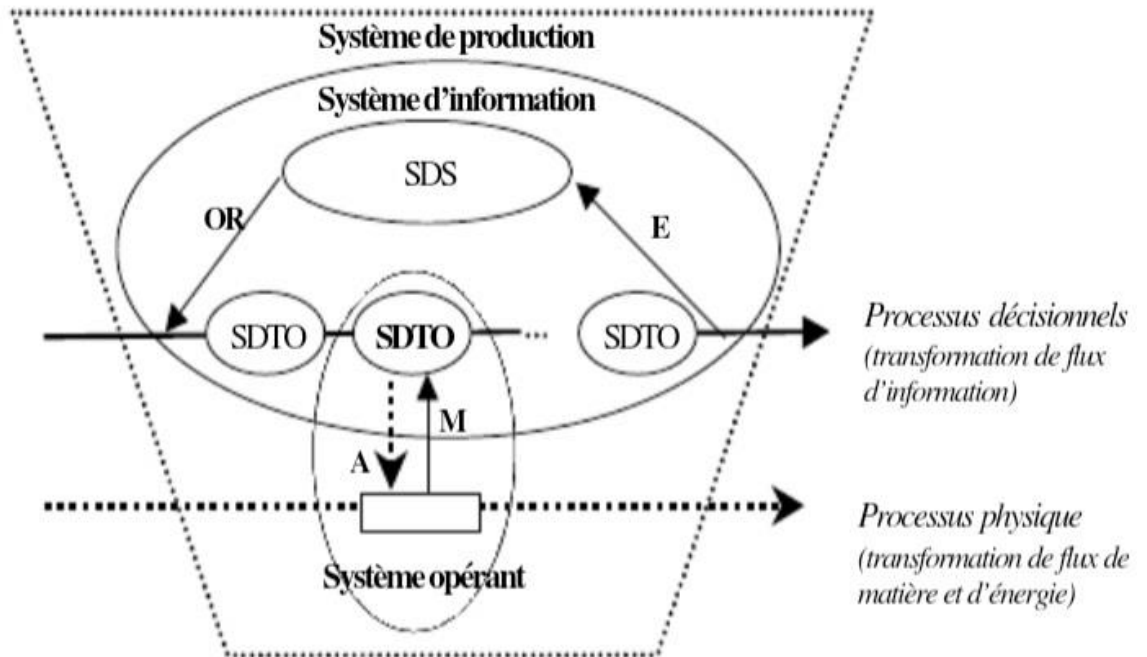 Système de production
Système d'information
SDS
OR
E
SDTO
SDTO
...
SDTO
Processus décisionnels
(transformation de flux
d'information)
M
A
Processus physique
(transformation de flux de
matière et d'énergie)
Système opérant